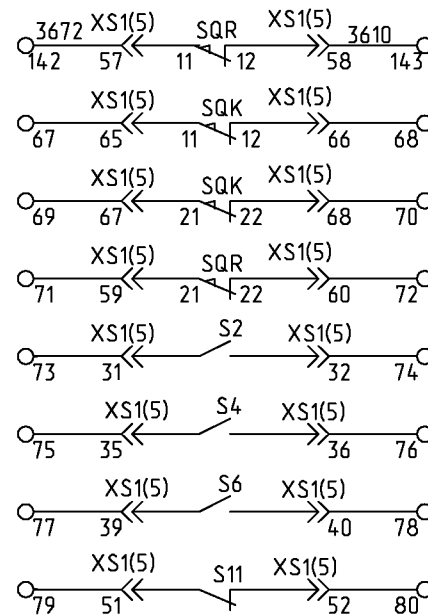 3672 XS1(5) SQR XS1(5) 3610
142 57 11 12 58 143
XS1(5) SQK XS1(5)
67 65 11 12 66 68
XS1(5) SQK XS1(5)
69 67 21 22 68 70
XS1(5) SQR XS1(5)
71 59 21 22 60 72
XS1(5) S2 XS1(5)
73 31 32 74
XS1(5) S4 XS1(5)
75 35 36 76
XS1(5) S6 XS1(5)
77 39 40 78
XS1(5) S11 XS1(5)
79 51 52 80